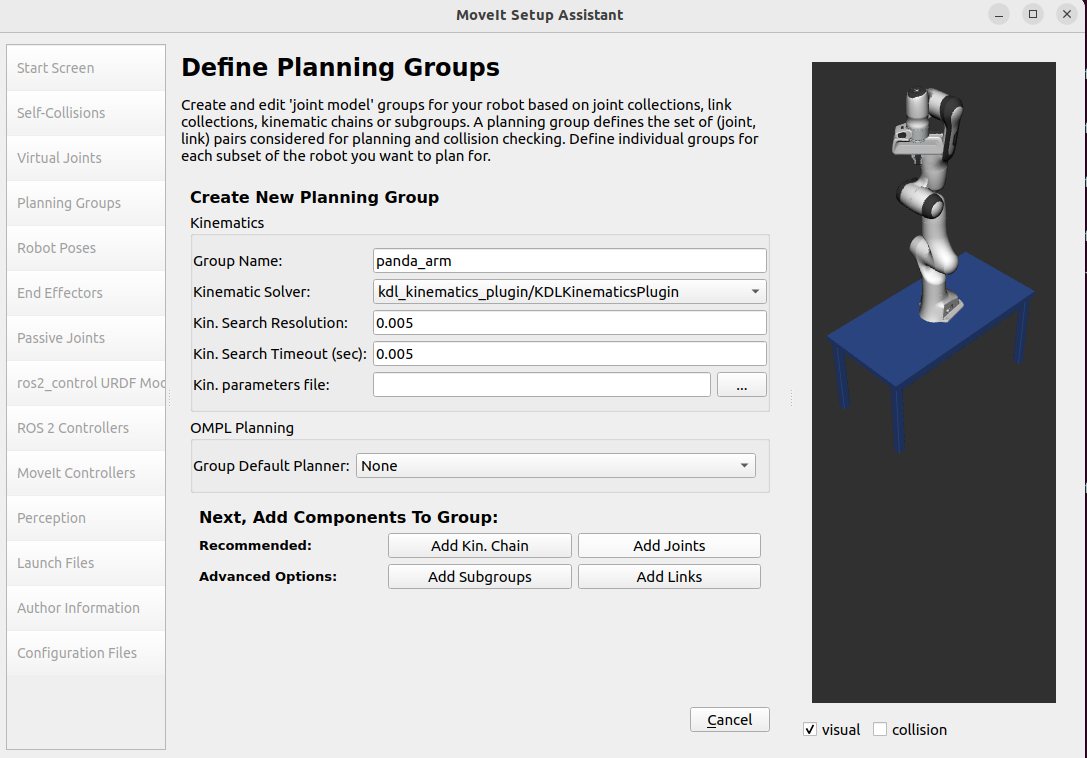 MoveIt Setup Assistant
Start Screen
Self-Collisions
Virtual Joints
Planning Groups
Robot Poses
End Effectors
Passive Joints
ros2_control URDF Mod
ROS 2 Controllers
MoveIt Controllers
Perception
Launch Files
Author Information
Configuration Files
Define Planning Groups
Create and edit 'joint model' groups for your robot based on joint collections, link
collections, kinematic chains or subgroups. A planning group defines the set of (joint,
link) pairs considered for planning and collision checking. Define individual groups for
each subset of the robot you want to plan for.
Create New Planning Group
Kinematics
Group Name: panda_arm
Kinematic Solver: kdl_kinematics_plugin/KDLKinematicsPlugin
Kin. Search Resolution: 0.005
Kin. Search Timeout (sec): 0.005
Kin. parameters file: ...
OMPL Planning
Group Default Planner: None
Next, Add Components To Group:
Recommended: Add Kin. Chain Add Joints
Advanced Options: Add Subgroups Add Links
Cancel
visual collision